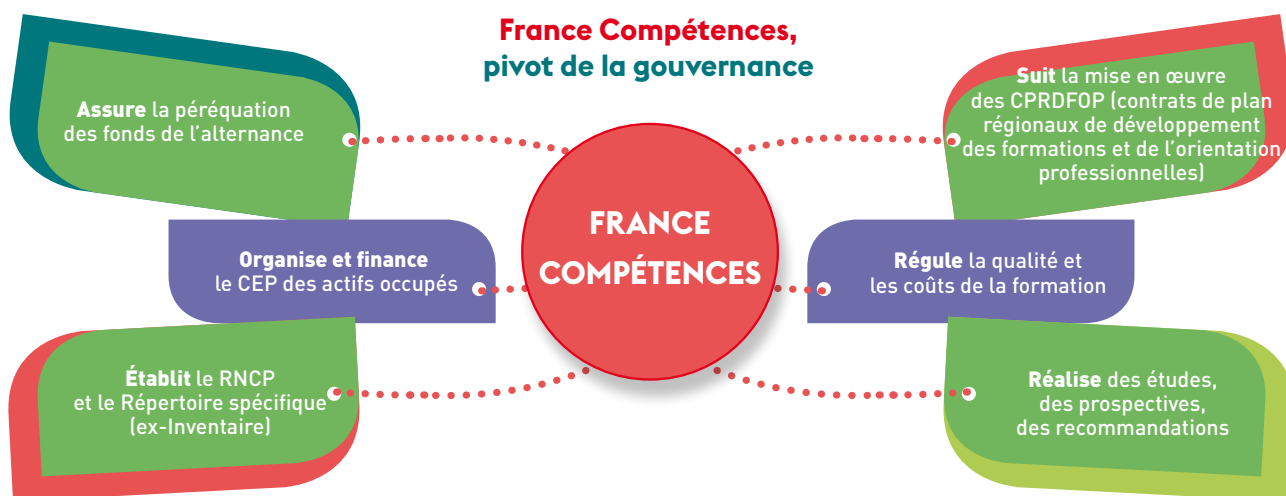 France Compétences,
pivot de la gouvernance
Assure la péréquation
des fonds de l’alternance
Organise et finance
le CEP des actifs occupés
Établit le RNCP
et le Répertoire spécifique
(ex-Inventaire)
FRANCE
COMPÉTENCES
Suit la mise en œuvre
des CPRDFOP (contrats de plan
régionaux de développement
des formations et de l’orientation
professionnelles)
Régule la qualité et
les coûts de la formation
Réalise des études,
des prospectives,
des recommandations